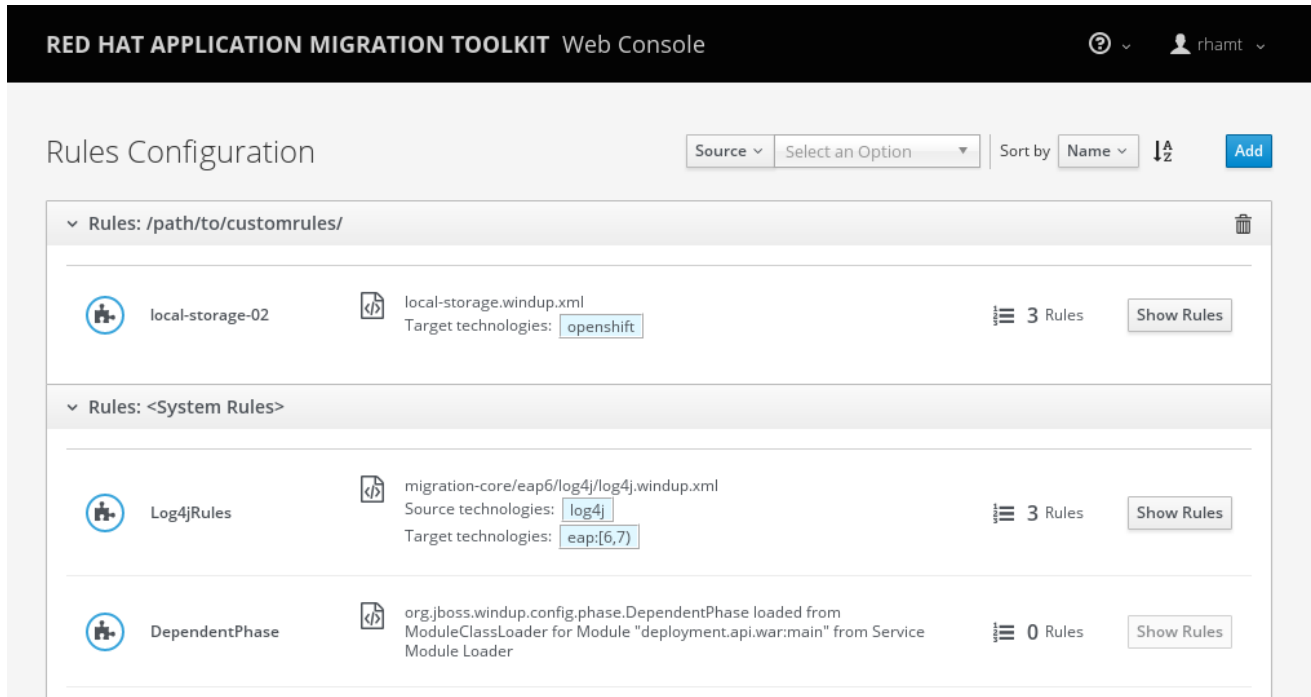 RED HAT APPLICATION MIGRATION TOOLKIT Web Console
rhamt
Rules Configuration
Source
Select an Option
Sort by
Name
Add
Rules: /path/to/customrules/
local-storage-02
local-storage.windup.xml
Target technologies: openshift
3 Rules
Show Rules
Rules: <System Rules>
Log4jRules
migration-core/eap6/log4j/log4j.windup.xml
Source technologies: log4j
Target technologies: eap:[6,7)
3 Rules
Show Rules
DependentPhase
org.jboss.windup.config.phase.DependentPhase loaded from
ModuleClassLoader for Module "deployment.api.war:main" from Service
Module Loader
0 Rules
Show Rules